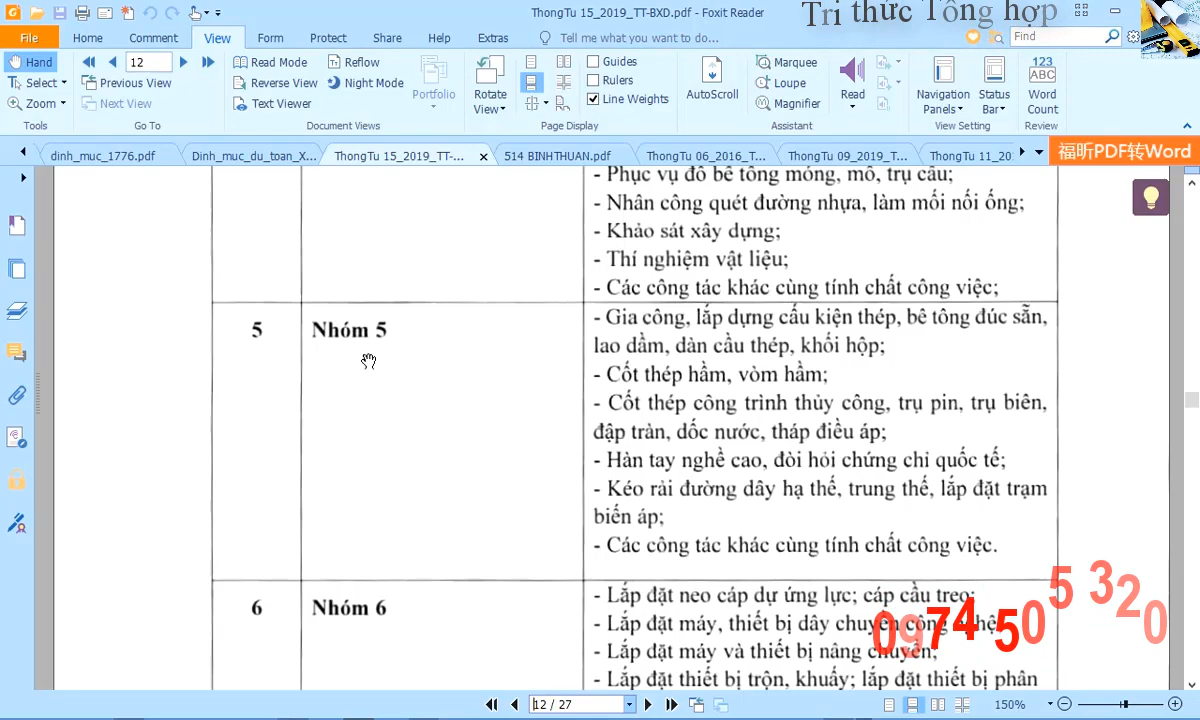 ThongTu 15_2019_TT-BXD.pdf - Foxit Reader
Tri thức Tổng hợp
File Home Comment View Form Protect Share Help Extras Tell me what you want to do... Find
Hand 12 Read Mode Reflow Guides Marquee 123
Select Previous View Reverse View Night Mode Rulers Loupe ABC
Zoom Next View Text Viewer Portfolio Rotate View Line Weights AutoScroll Magnifier Read Navigation Panels Status Bar Word Count
Tools Go To Document Views Page Display Assistant View Setting Review
dinh_muc_1776.pdf Dinh_muc_du_toan_X... ThongTu 15_2019_TT-... 514 BINHTHUAN.pdf ThongTu 06_2016_T... ThongTu 09_2019_T... ThongTu 11_20 福昕PDF转Word
- Phục vụ đổ bê tông móng, mố, trụ cầu;
- Nhân công quét đường nhựa, làm mối nối ống;
- Khảo sát xây dựng;
- Thí nghiệm vật liệu;
- Các công tác khác cùng tính chất công việc;
5 Nhóm 5
- Gia công, lắp dựng cấu kiện thép, bê tông đúc sẵn,
lao dầm, dàn cầu thép, khối hộp;
- Cốt thép hầm, vòm hầm;
- Cốt thép công trình thủy công, trụ pin, trụ biên,
đập tràn, dốc nước, tháp điều áp;
- Hàn tay nghề cao, đòi hỏi chứng chỉ quốc tế;
- Kéo rải đường dây hạ thế, trung thế, lắp đặt trạm
biến áp;
- Các công tác khác cùng tính chất công việc.
6 Nhóm 6
- Lắp đặt neo cáp dự ứng lực; cáp cầu treo;
- Lắp đặt máy, thiết bị dây chuyền công nghệ
- Lắp đặt máy và thiết bị nâng chuyển;
- Lắp đặt thiết bị trộn, khuấy; lắp đặt thiết bị phân
0974 505 320
12 / 27 150%